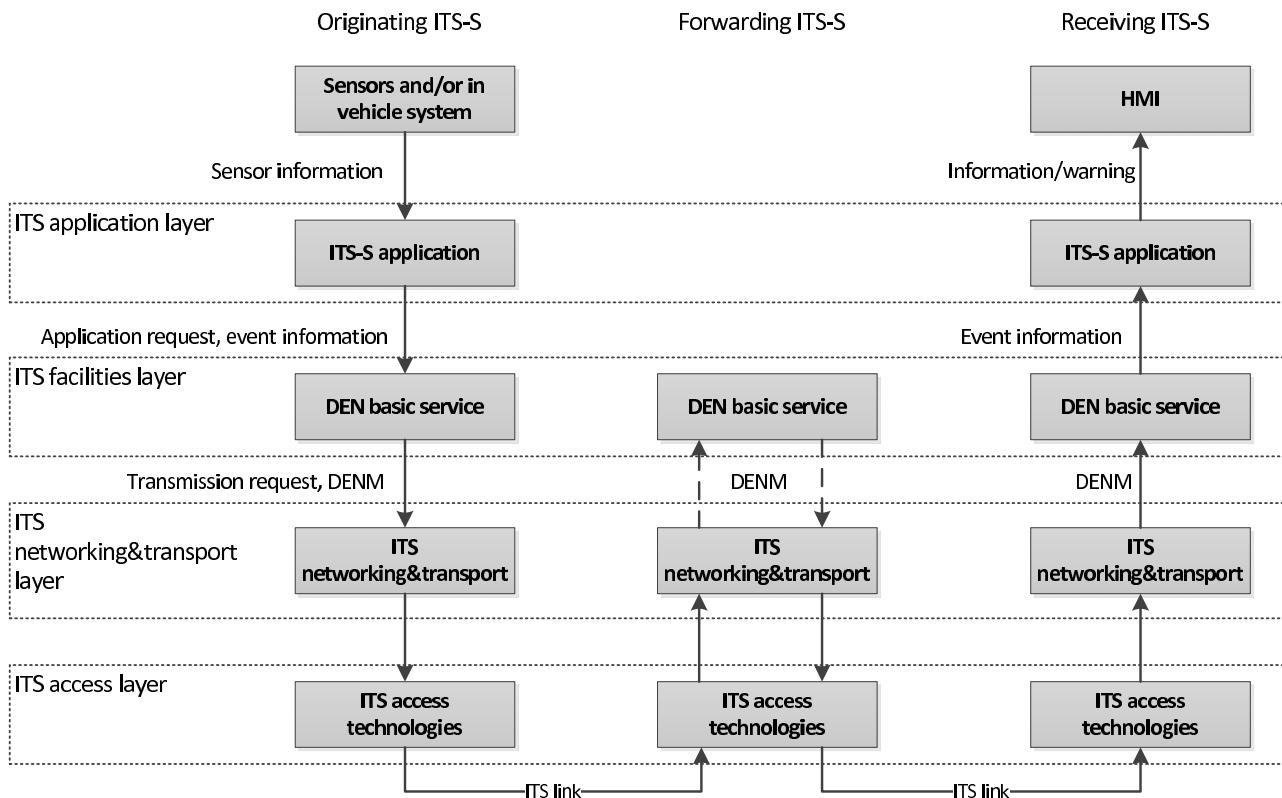 Originating ITS-S
Forwarding ITS-S
Receiving ITS-S
Sensors and/or in
vehicle system
HMI
Sensor information
Information/warning
ITS application layer
ITS-S application
ITS-S application
Application request, event information
Event information
ITS facilities layer
DEN basic service
DEN basic service
DEN basic service
Transmission request, DENM
DENM
DENM
ITS
networking&transport
layer
ITS
networking&transport
ITS
networking&transport
ITS
networking&transport
ITS access layer
ITS access
technologies
ITS access
technologies
ITS access
technologies
ITS link
ITS link